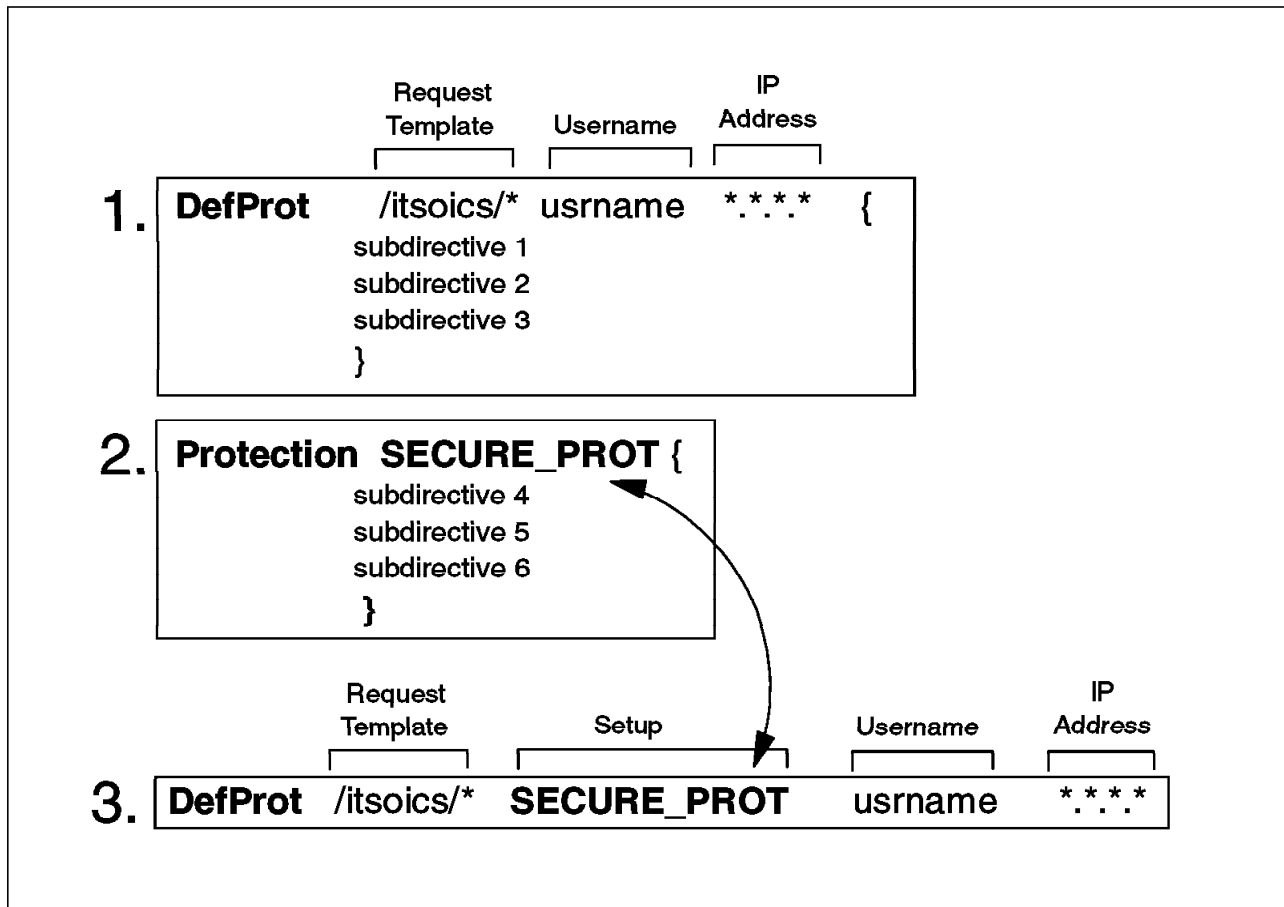 Request
Template
Username
IP
Address
1. DefProt /itsoics/* usrname *.*.*.* {
subdirective 1
subdirective 2
subdirective 3
}
2. Protection SECURE_PROT {
subdirective 4
subdirective 5
subdirective 6
}
Request
Template
Setup
Username
IP
Address
3. DefProt /itsoics/* SECURE_PROT usrname *.*.*.*